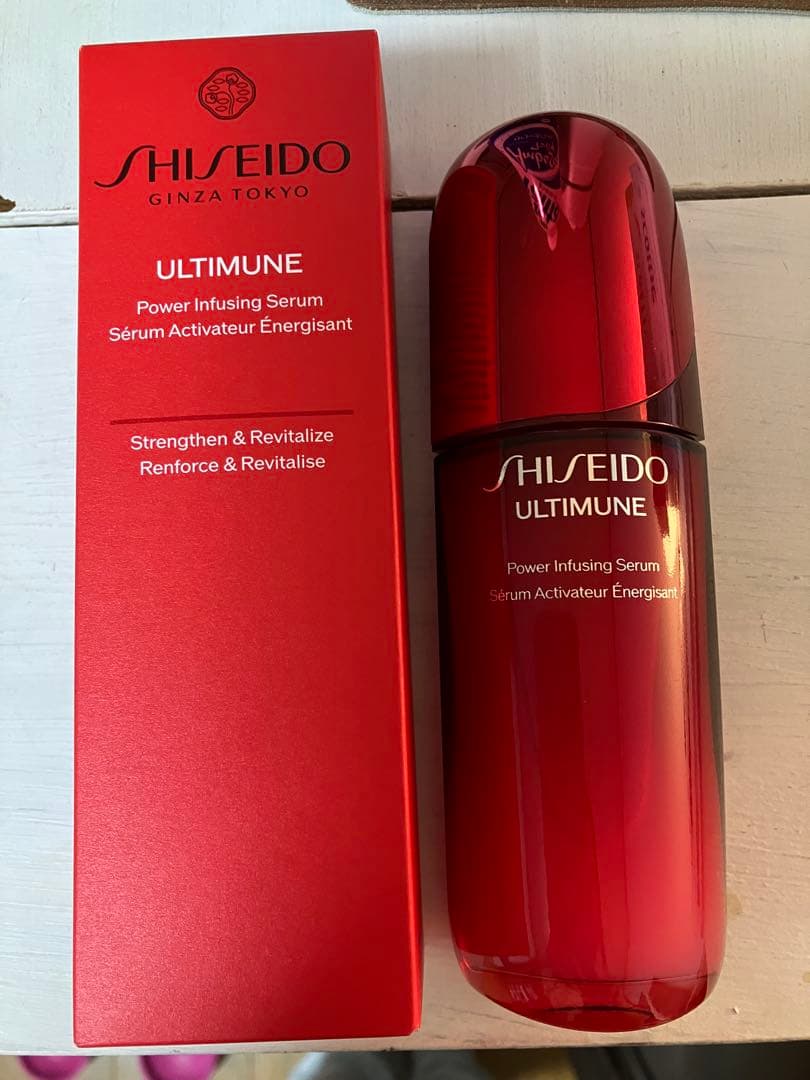 SHISEIDO
GINZA TOKYO
ULTIMUNE
Power Infusing Serum
Sérum Activateur Énergisant
Strengthen & Revitalize
Renforce & Revitalise
SHISEIDO
ULTIMUNE
Power Infusing Serum
Sérum Activateur Énergisant